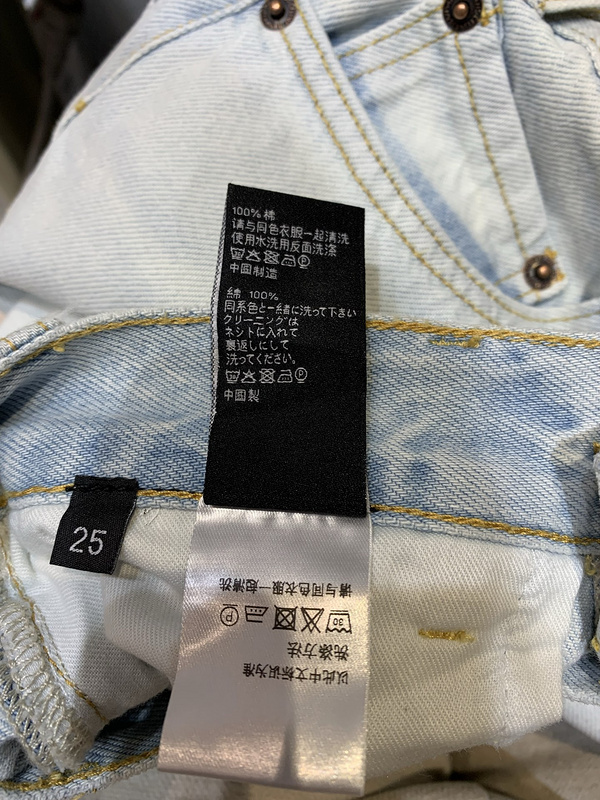 100% 棉
请与同色衣服一起清洗
使用水洗用反面洗涤
中国制造
綿 100%
同系色と一緒に洗って下さい
クリーニングは
ネットに入れて
裏返しにして
洗ってください。
中国製
25
以此中文标识为准
洗涤方法
30 P
请与同色衣服一起清洗